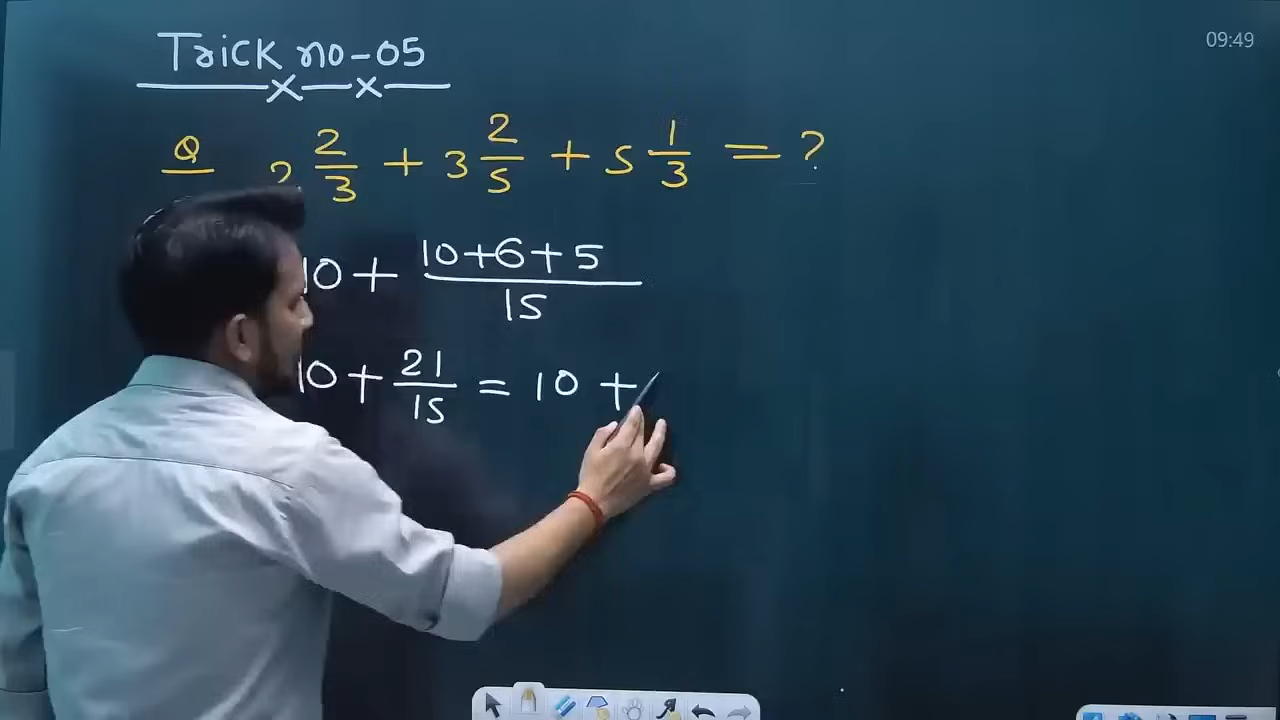 09:49
Trick no-05
Q 2 2/3 + 3 2/5 + 5 1/3 = ?
10 + 10+6+5/15
10 + 21/15 = 10 +